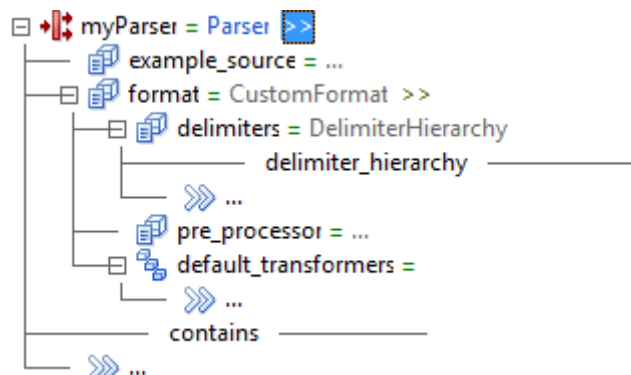 myParser = Parser >>
example_source = ...
format = CustomFormat >>
delimiters = DelimiterHierarchy
delimiter_hierarchy
...
pre_processor = ...
default_transformers =
...
contains
...